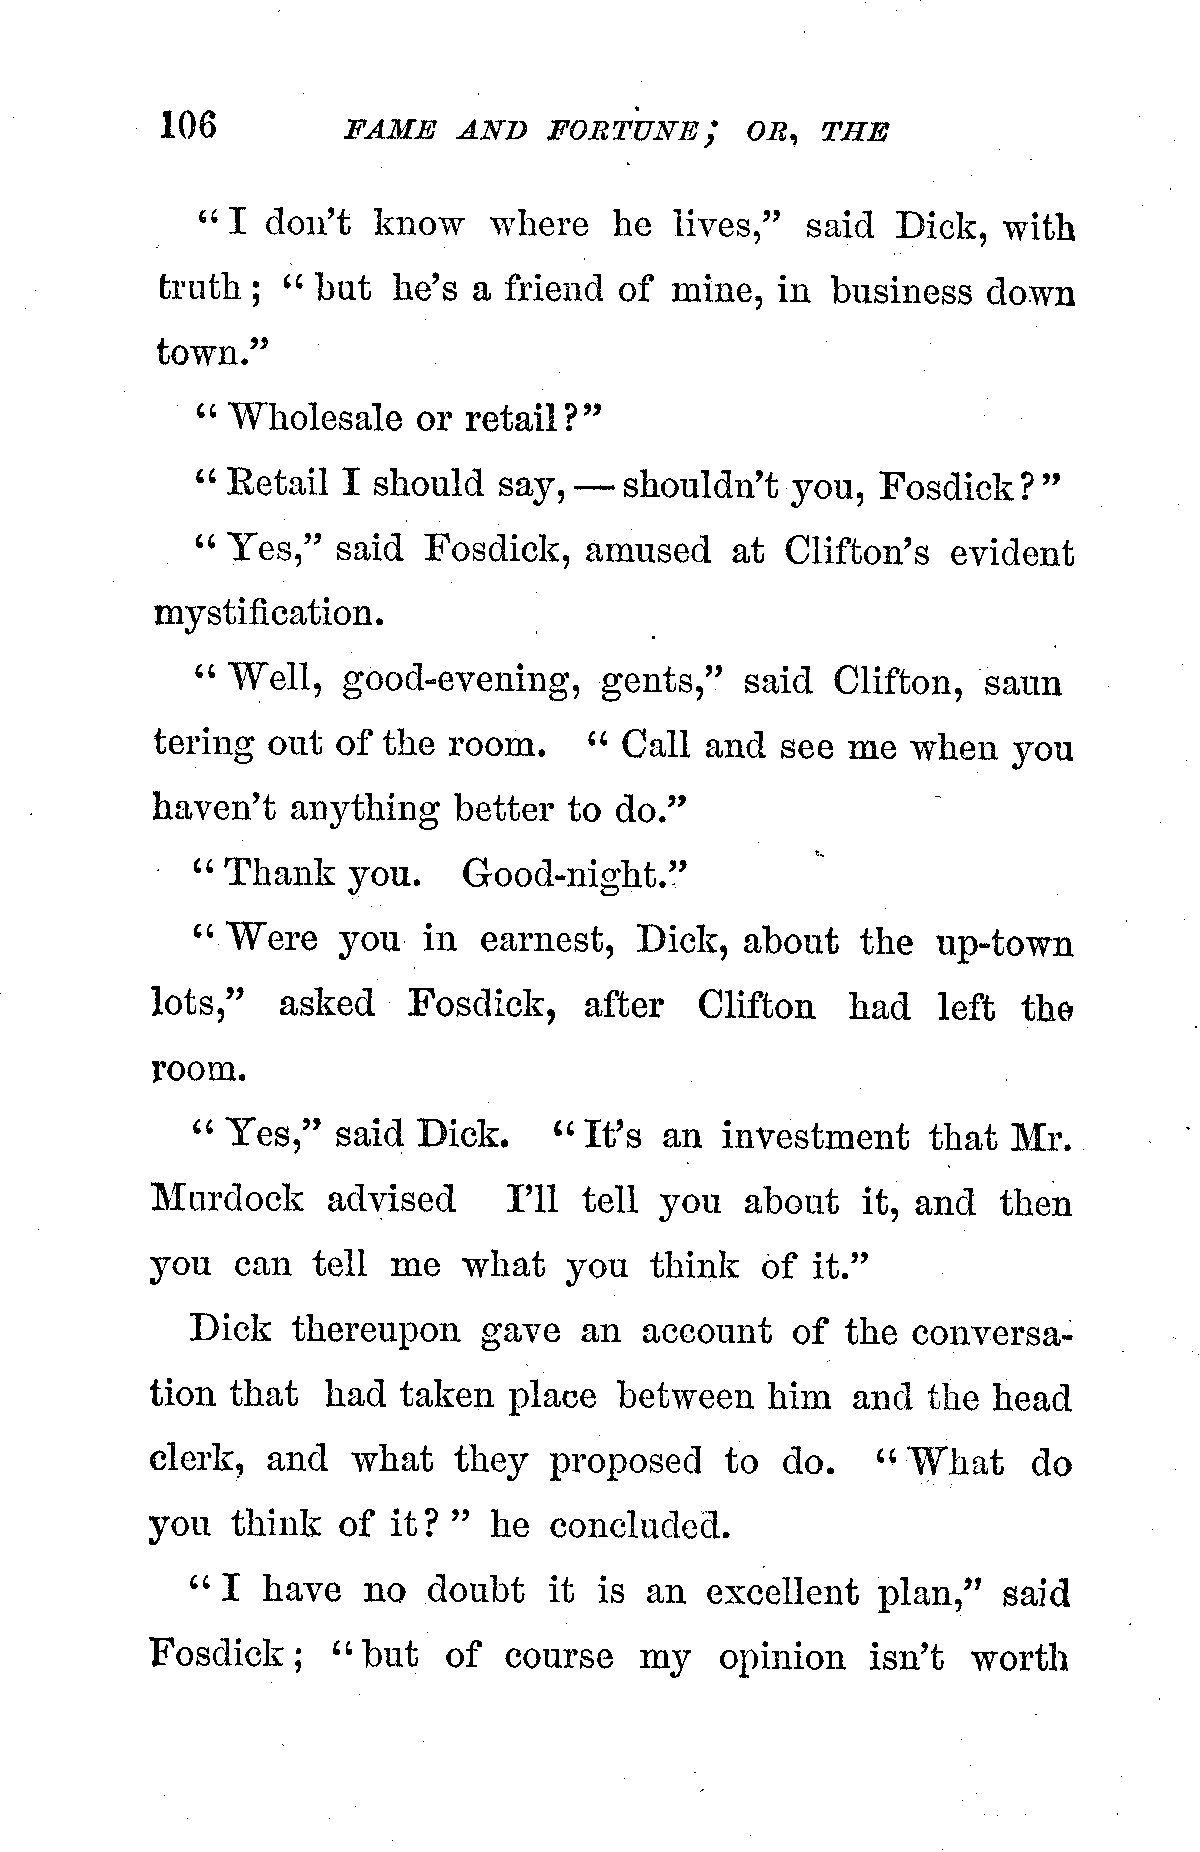 106 FAME AND FORTUNE; OR, THE
“I don’t know where he lives,” said Dick, with
truth; “but he’s a friend of mine, in business down
town.”
“Wholesale or retail?”
“Retail I should say,—shouldn’t you, Fosdick?”
“Yes,” said Fosdick, amused at Clifton’s evident
mystification.
“Well, good-evening, gents,” said Clifton, saun
tering out of the room. “Call and see me when you
haven’t anything better to do.”
“Thank you. Good-night.”
“Were you in earnest, Dick, about the up-town
lots,” asked Fosdick, after Clifton had left the
room.
“Yes,” said Dick. “It’s an investment that Mr.
Murdock advised I’ll tell you about it, and then
you can tell me what you think of it.”
Dick thereupon gave an account of the conversa-
tion that had taken place between him and the head
clerk, and what they proposed to do. “What do
you think of it?” he concluded.
“I have no doubt it is an excellent plan,” said
Fosdick; “but of course my opinion isn’t worth